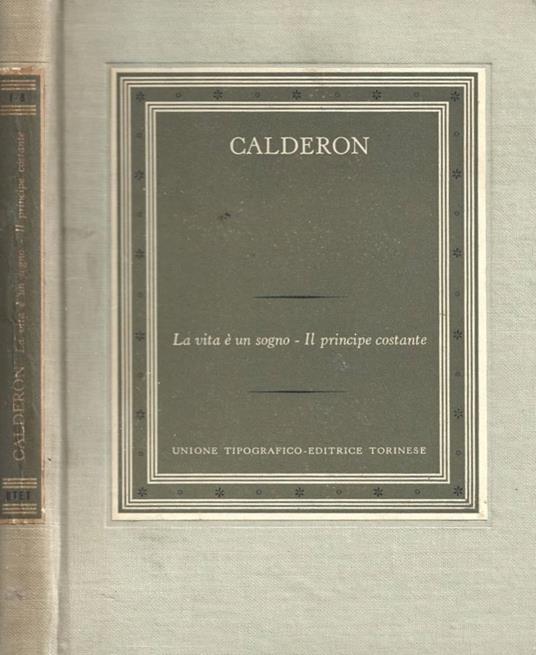 I - 8
CALDERON La vita è un sogno - Il principe costante
UTET
CALDERON
La vita è un sogno - Il principe costante
UNIONE TIPOGRAFICO-EDITRICE TORINESE